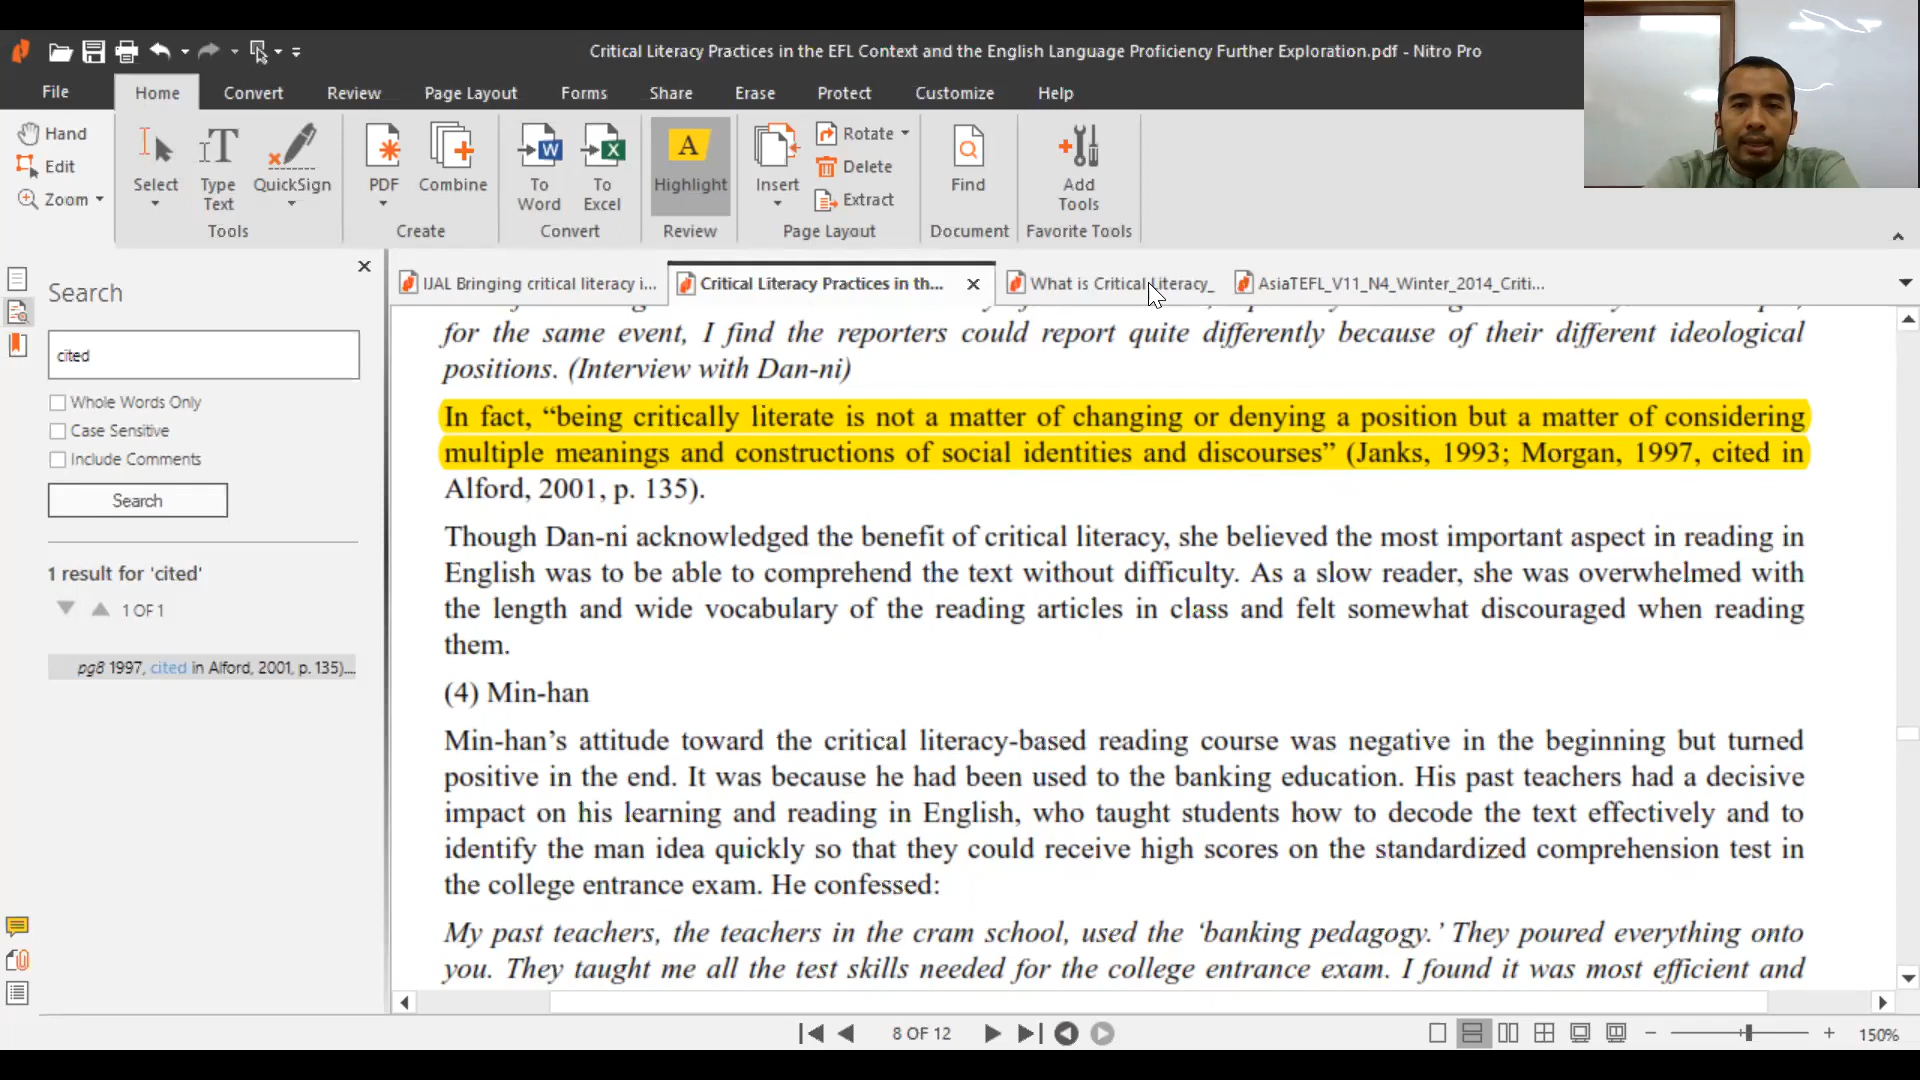 Critical Literacy Practices in the EFL Context and the English Language Proficiency Further Exploration.pdf - Nitro Pro
File
Home
Convert
Review
Page Layout
Forms
Share
Erase
Protect
Customize
Help
Hand
Edit
Zoom
Select
Type
Text
QuickSign
Tools
PDF
Combine
Create
To
Word
To
Excel
Convert
Highlight
Review
Insert
Rotate
Delete
Extract
Page Layout
Find
Document
Add
Tools
Favorite Tools
Search
cited
Whole Words Only
Case Sensitive
Include Comments
Search
1 result for 'cited'
1 OF 1
pg8 1997, cited in Alford, 2001, p. 135)....
IJAL Bringing critical literacy i...
Critical Literacy Practices in th...
What is Critical Literacy_
AsiaTEFL_V11_N4_Winter_2014_Criti...
for the same event, I find the reporters could report quite differently because of their different ideological
positions. (Interview with Dan-ni)
In fact, “being critically literate is not a matter of changing or denying a position but a matter of considering
multiple meanings and constructions of social identities and discourses” (Janks, 1993; Morgan, 1997, cited in
Alford, 2001, p. 135).
Though Dan-ni acknowledged the benefit of critical literacy, she believed the most important aspect in reading in
English was to be able to comprehend the text without difficulty. As a slow reader, she was overwhelmed with
the length and wide vocabulary of the reading articles in class and felt somewhat discouraged when reading
them.
(4) Min-han
Min-han’s attitude toward the critical literacy-based reading course was negative in the beginning but turned
positive in the end. It was because he had been used to the banking education. His past teachers had a decisive
impact on his learning and reading in English, who taught students how to decode the text effectively and to
identify the man idea quickly so that they could receive high scores on the standardized comprehension test in
the college entrance exam. He confessed:
My past teachers, the teachers in the cram school, used the ‘banking pedagogy.’ They poured everything onto
you. They taught me all the test skills needed for the college entrance exam. I found it was most efficient and
8 OF 12
150%